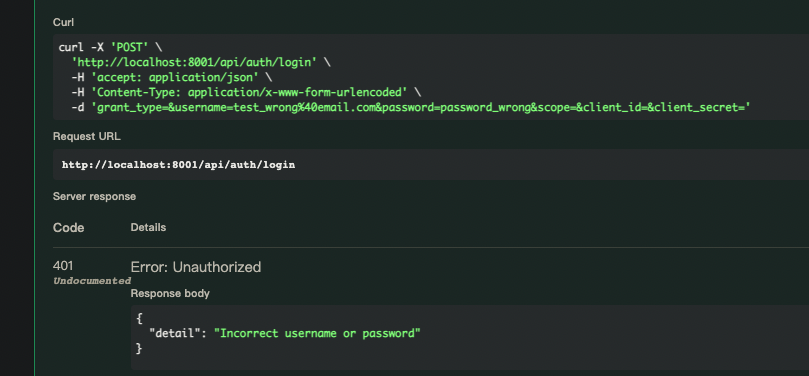 Curl
curl -X 'POST' \
'http://localhost:8001/api/auth/login' \
-H 'accept: application/json' \
-H 'Content-Type: application/x-www-form-urlencoded' \
-d 'grant_type=&username=test_wrong%40email.com&password=password_wrong&scope=&client_id=&client_secret='
Request URL
http://localhost:8001/api/auth/login
Server response
Code Details
401 Error: Unauthorized
Undocumented
Response body
{
"detail": "Incorrect username or password"
}